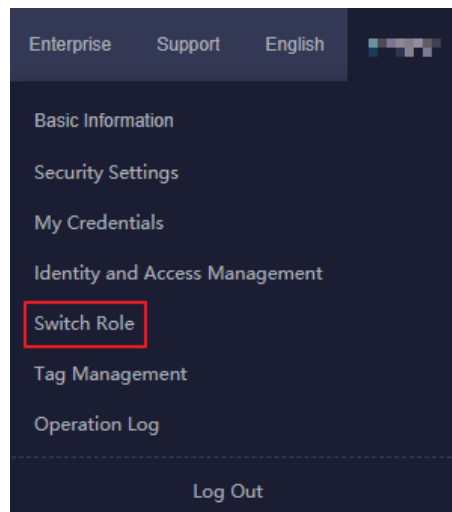 Enterprise Support English
Basic Information
Security Settings
My Credentials
Identity and Access Management
Switch Role
Tag Management
Operation Log
Log Out